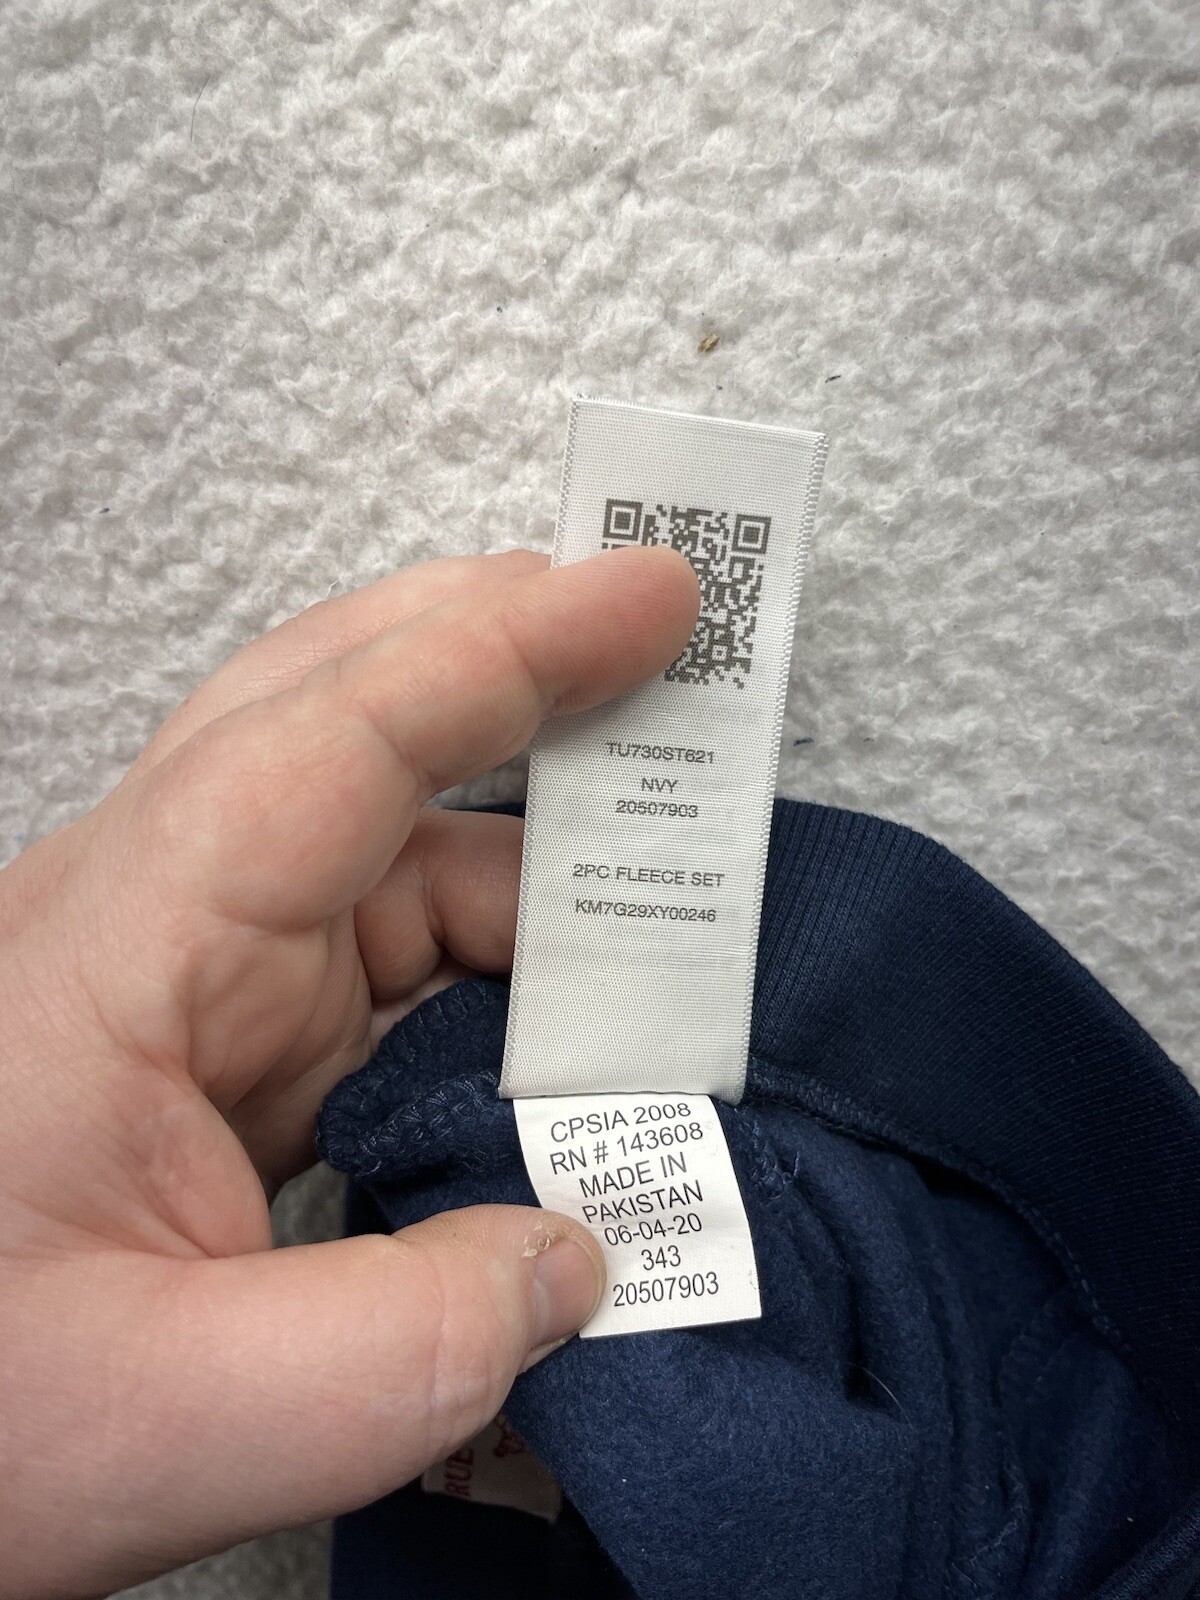 TU730ST621
NVY
20507903
2PC FLEECE SET
KM7G29XY00246
CPSIA 2008
RN # 143608
MADE IN
PAKISTAN
06-04-20
343
20507903
RUE